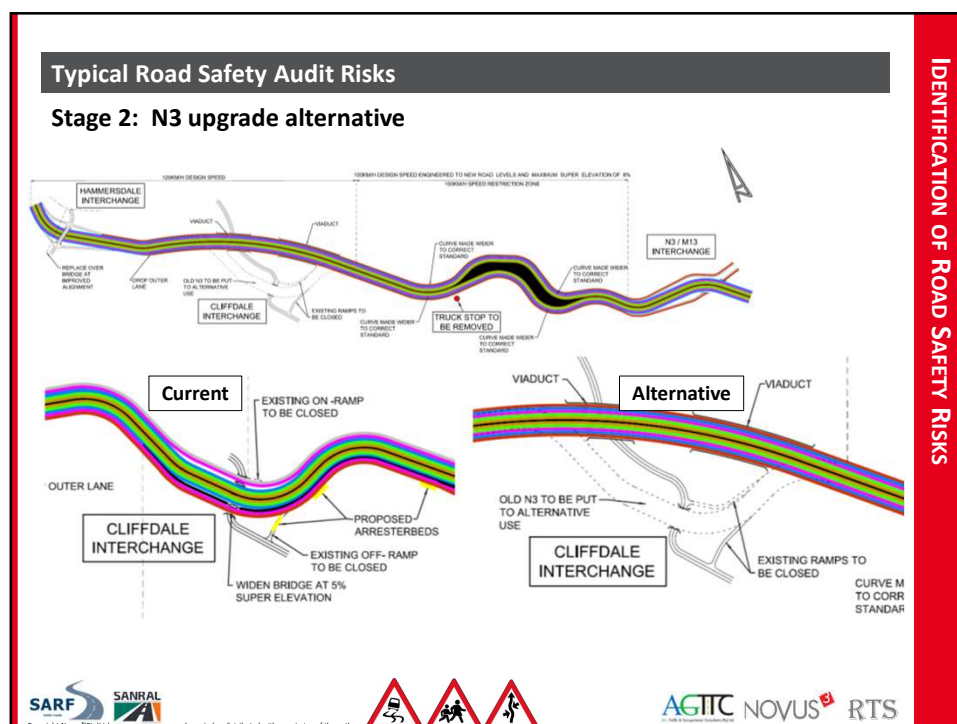 Typical Road Safety Audit Risks
Stage 2: N3 upgrade alternative
IDENTIFICATION OF ROAD SAFETY RISKS
120KM/H DESIGN SPEED
100KM/H DESIGN SPEED ENGINEERED TO NEW ROAD LEVELS AND MAXIMUM SUPER ELEVATION OF 8%
100KM/H SPEED RESTRICTION ZONE
HAMMERSDALE
INTERCHANGE
VIADUCT
VIADUCT
REPLACE OVER
BRIDGE AT
IMPROVED
ALIGNMENT
DROP OUTER
LANE
OLD N3 TO BE PUT
TO ALTERNATIVE
USE
CLIFFDALE
INTERCHANGE
EXISTING RAMPS TO
BE CLOSED
CURVE MADE WIDER
TO CORRECT
STANDARD
CURVE MADE WIDER
TO CORRECT
STANDARD
TRUCK STOP TO
BE REMOVED
CURVE MADE WIDER
TO CORRECT
STANDARD
CURVE MADE WIDER
TO CORRECT
STANDARD
N3 / M13
INTERCHANGE
Current
EXISTING ON -RAMP
TO BE CLOSED
OUTER LANE
CLIFFDALE
INTERCHANGE
PROPOSED
ARRESTERBEDS
EXISTING OFF- RAMP
TO BE CLOSED
WIDEN BRIDGE AT 5%
SUPER ELEVATION
Alternative
VIADUCT
VIADUCT
OLD N3 TO BE PUT
TO ALTERNATIVE
USE
CLIFFDALE
INTERCHANGE
EXISTING RAMPS TO
BE CLOSED
CURVE M
TO CORR
STANDAR
SARF
SANRAL
AGTTC
NOVUS3
RTS